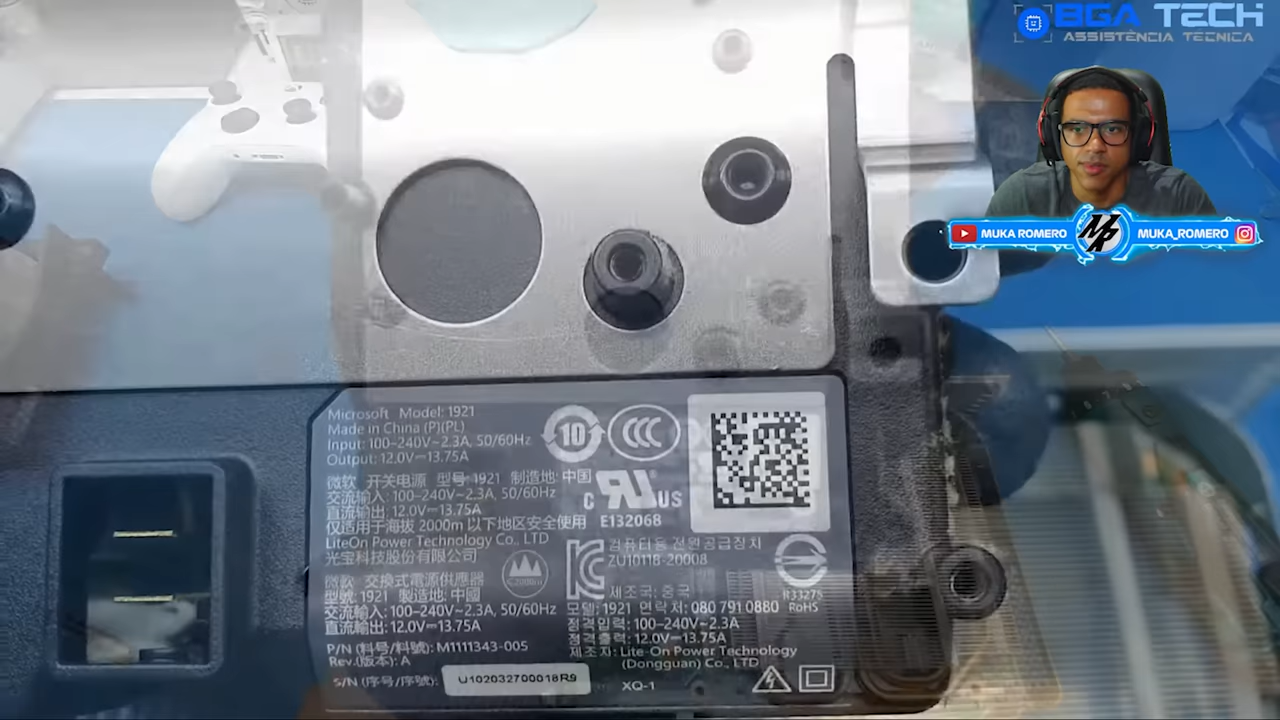 BGA TECH
ASSISTÊNCIA TÉCNICA
MUKA ROMERO
MUKA_ROMERO
Microsoft Model: 1921
Made in China (P)(PL)
Input: 100-240V~2.3A, 50/60Hz
Output: 12.0V⎓13.75A
微软 开关电源 型号 1921 制造地: 中国
交流输入: 100-240V~2.3A, 50/60Hz
直流输出: 12.0V⎓13.75A
仅适用于海拔 2000m 以下地区安全使用
LiteOn Power Technology Co., LTD
光宝科技股份有限公司
微軟 交換式電源供應器
型號: 1921 製造地: 中國
交流輸入: 100-240V~2.3A, 50/60Hz
直流輸出: 12.0V⎓13.75A
P/N (料号/料號): M1111343-005
Rev.(版本): A
S/N (序号/序號): U102032700018R9
10
CCC
C RU US
E132068
컴퓨터용 전원공급장치
ZU10118-20008
제조국: 중국
R33275
RoHS
모델: 1921 연락처: 080 791 0880
정격입력: 100-240V~2.3A
정격출력: 12.0V⎓13.75A
제조자: Lite-On Power Technology
(Dongguan) Co., LTD
XQ-1